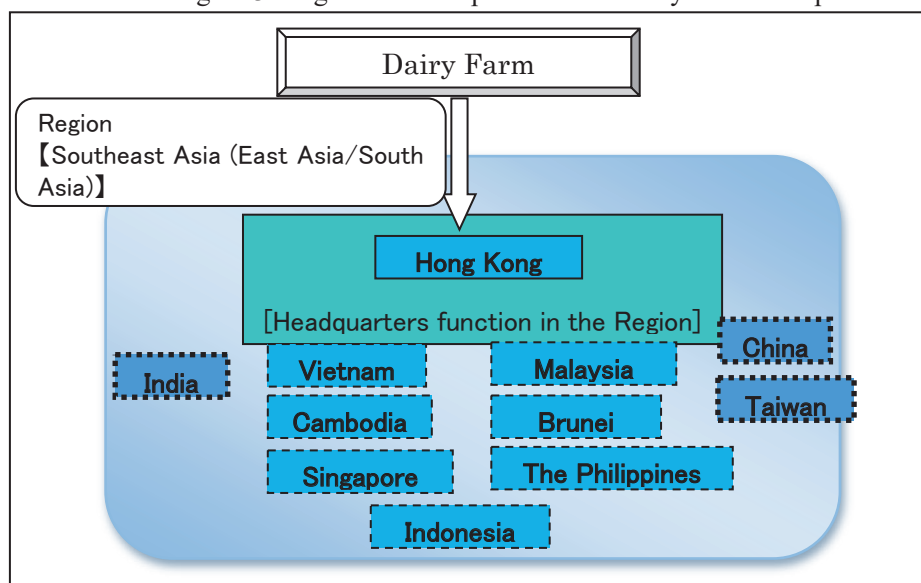 Dairy Farm
Region
【Southeast Asia (East Asia/South
Asia)】
Hong Kong
[Headquarters function in the Region]
China
India
Vietnam
Malaysia
Taiwan
Cambodia
Brunei
Singapore
The Philippines
Indonesia